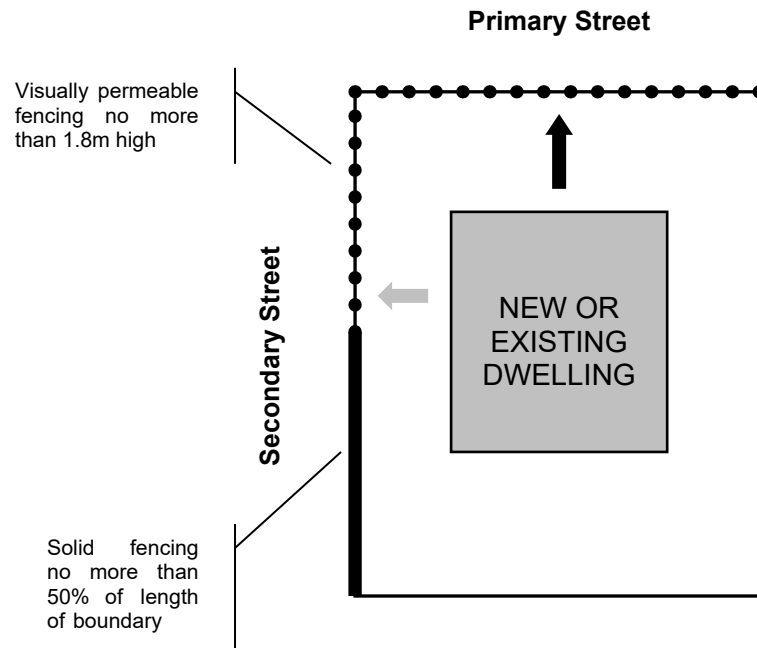 Primary Street
Visually permeable
fencing no more
than 1.8m high
Secondary Street
NEW OR
EXISTING
DWELLING
Solid fencing
no more than
50% of length
of boundary